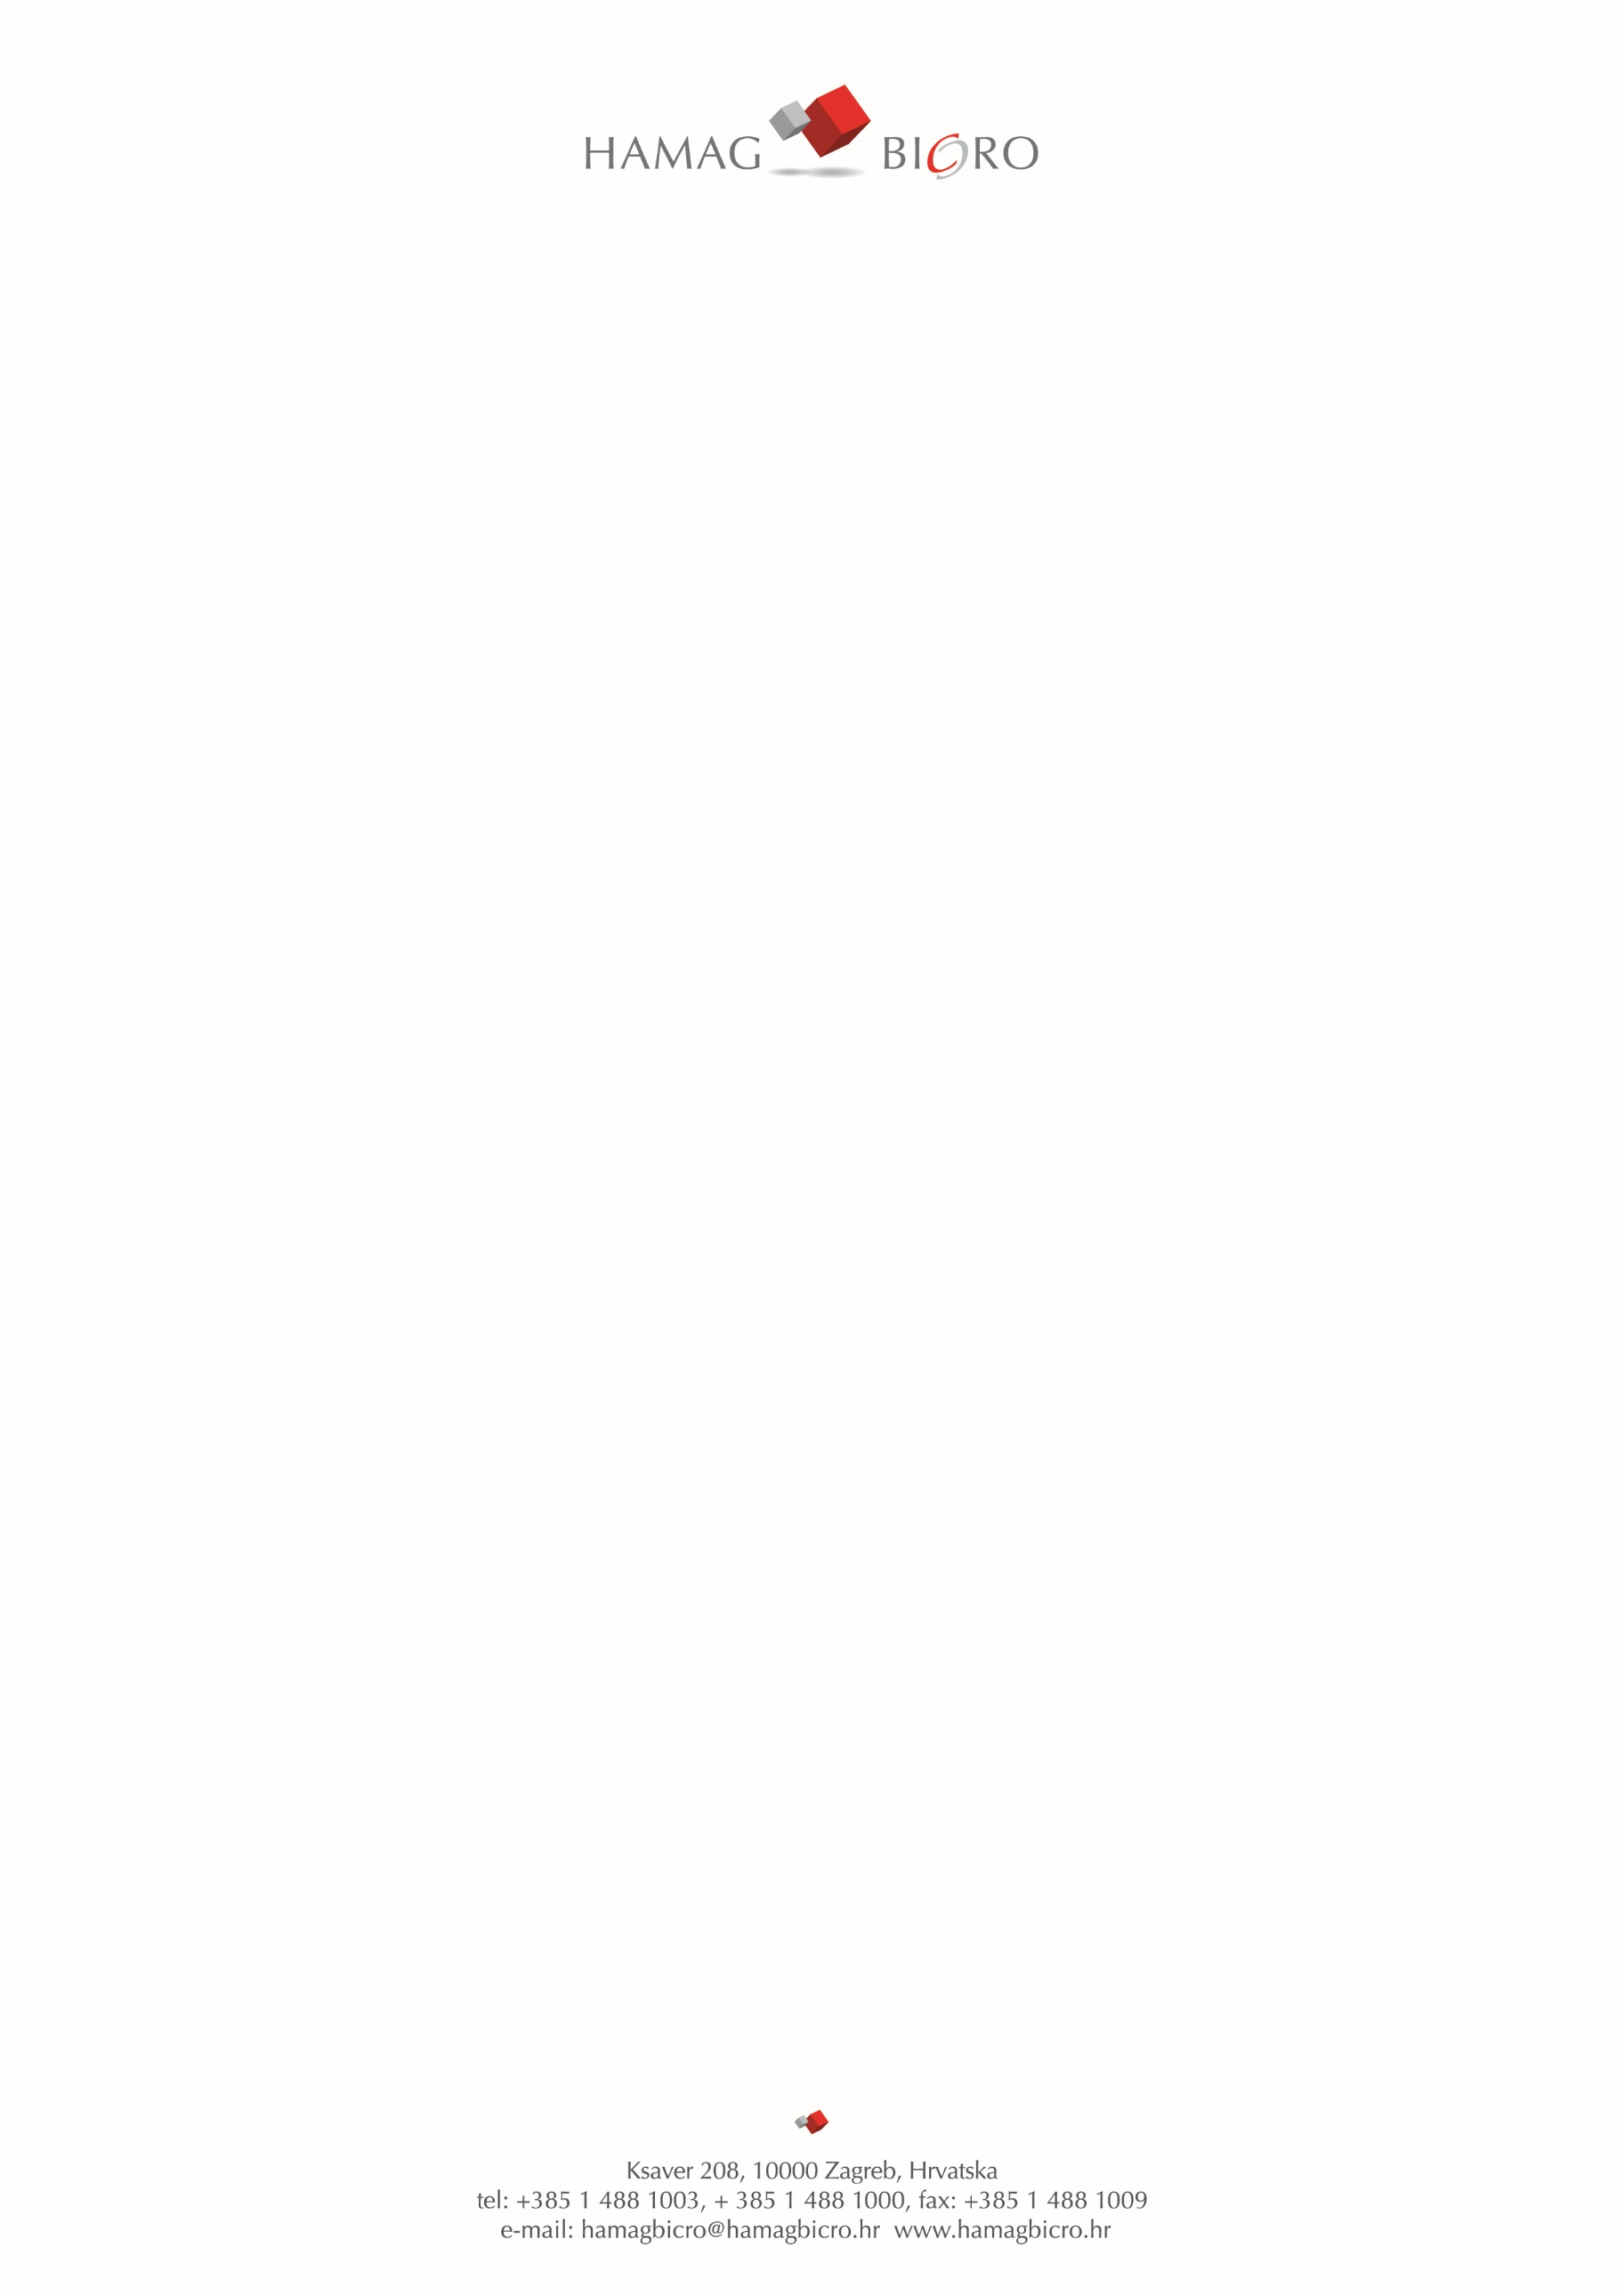 HAMAG BICRO
Ksaver 208, 10000 Zagreb, Hrvatska
tel: +385 1 488 1003, + 385 1 488 1000, fax: +385 1 488 1009
e-mail: hamagbicro@hamagbicro.hr  www.hamagbicro.hr